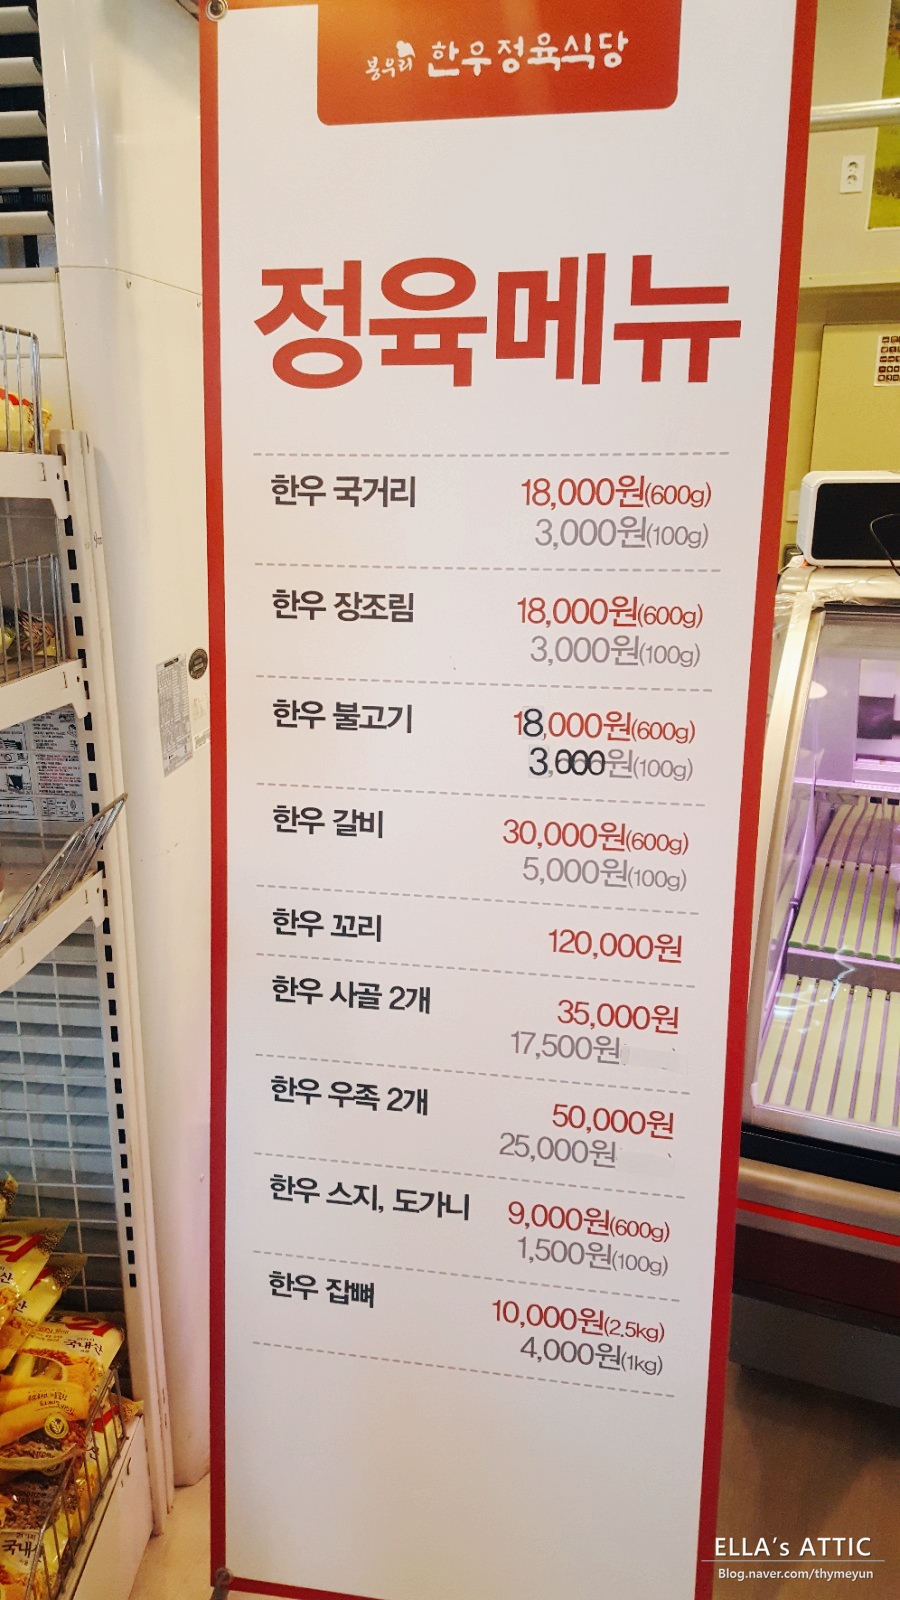 봉우리 한우정육식당
정육메뉴
한우 국거리 18,000원(600g)
3,000원(100g)
한우 장조림 18,000원(600g)
3,000원(100g)
한우 불고기 18,000원(600g)
3,000원(100g)
한우 갈비 30,000원(600g)
5,000원(100g)
한우 꼬리 120,000원
한우 사골 2개 35,000원
17,500원
한우 우족 2개 50,000원
25,000원
한우 스지, 도가니 9,000원(600g)
1,500원(100g)
한우 잡뼈 10,000원(2.5kg)
4,000원(1kg)
국내산
ELLA's ATTIC
Blog.naver.com/thymeyun